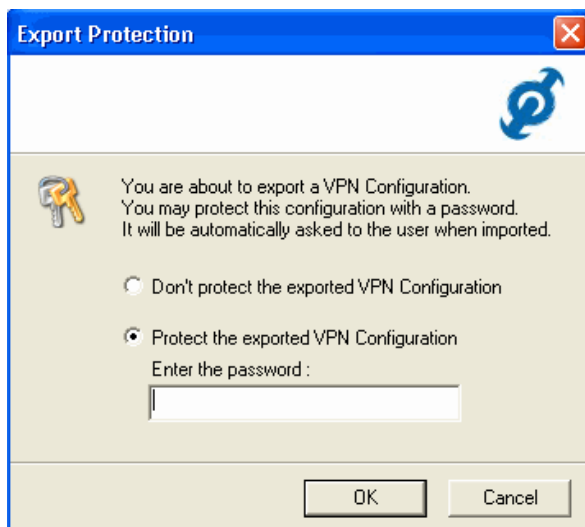 Export Protection
You are about to export a VPN Configuration.
You may protect this configuration with a password.
It will be automatically asked to the user when imported.
Don't protect the exported VPN Configuration
Protect the exported VPN Configuration
Enter the password :
OK Cancel